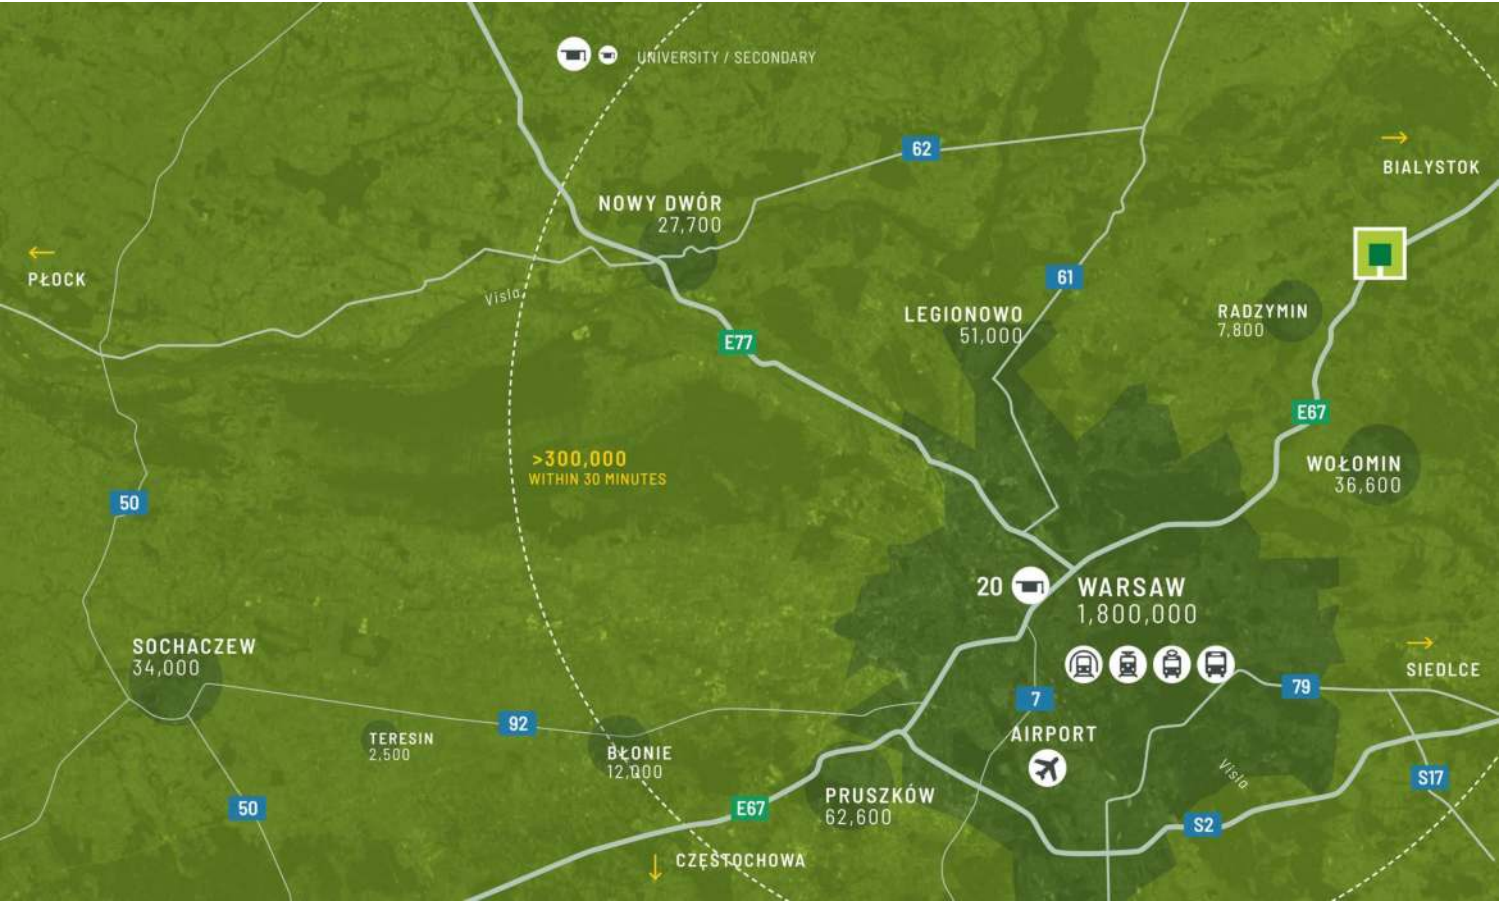 UNIVERSITY / SECONDARY
62
BIALYSTOK
NOWY DWÓR
27,700
PŁOCK
61
Visla
RADZYMIN
7,800
LEGIONOWO
51,000
E77
E67
>300,000
WITHIN 30 MINUTES
WOŁOMIN
36,600
50
20
WARSAW
1,800,000
SOCHACZEW
34,000
SIEDLCE
79
7
92
TERESIN
2,500
AIRPORT
BŁONIE
12,000
Visla
S17
PRUSZKÓW
62,600
50
E67
S2
CZĘSTOCHOWA